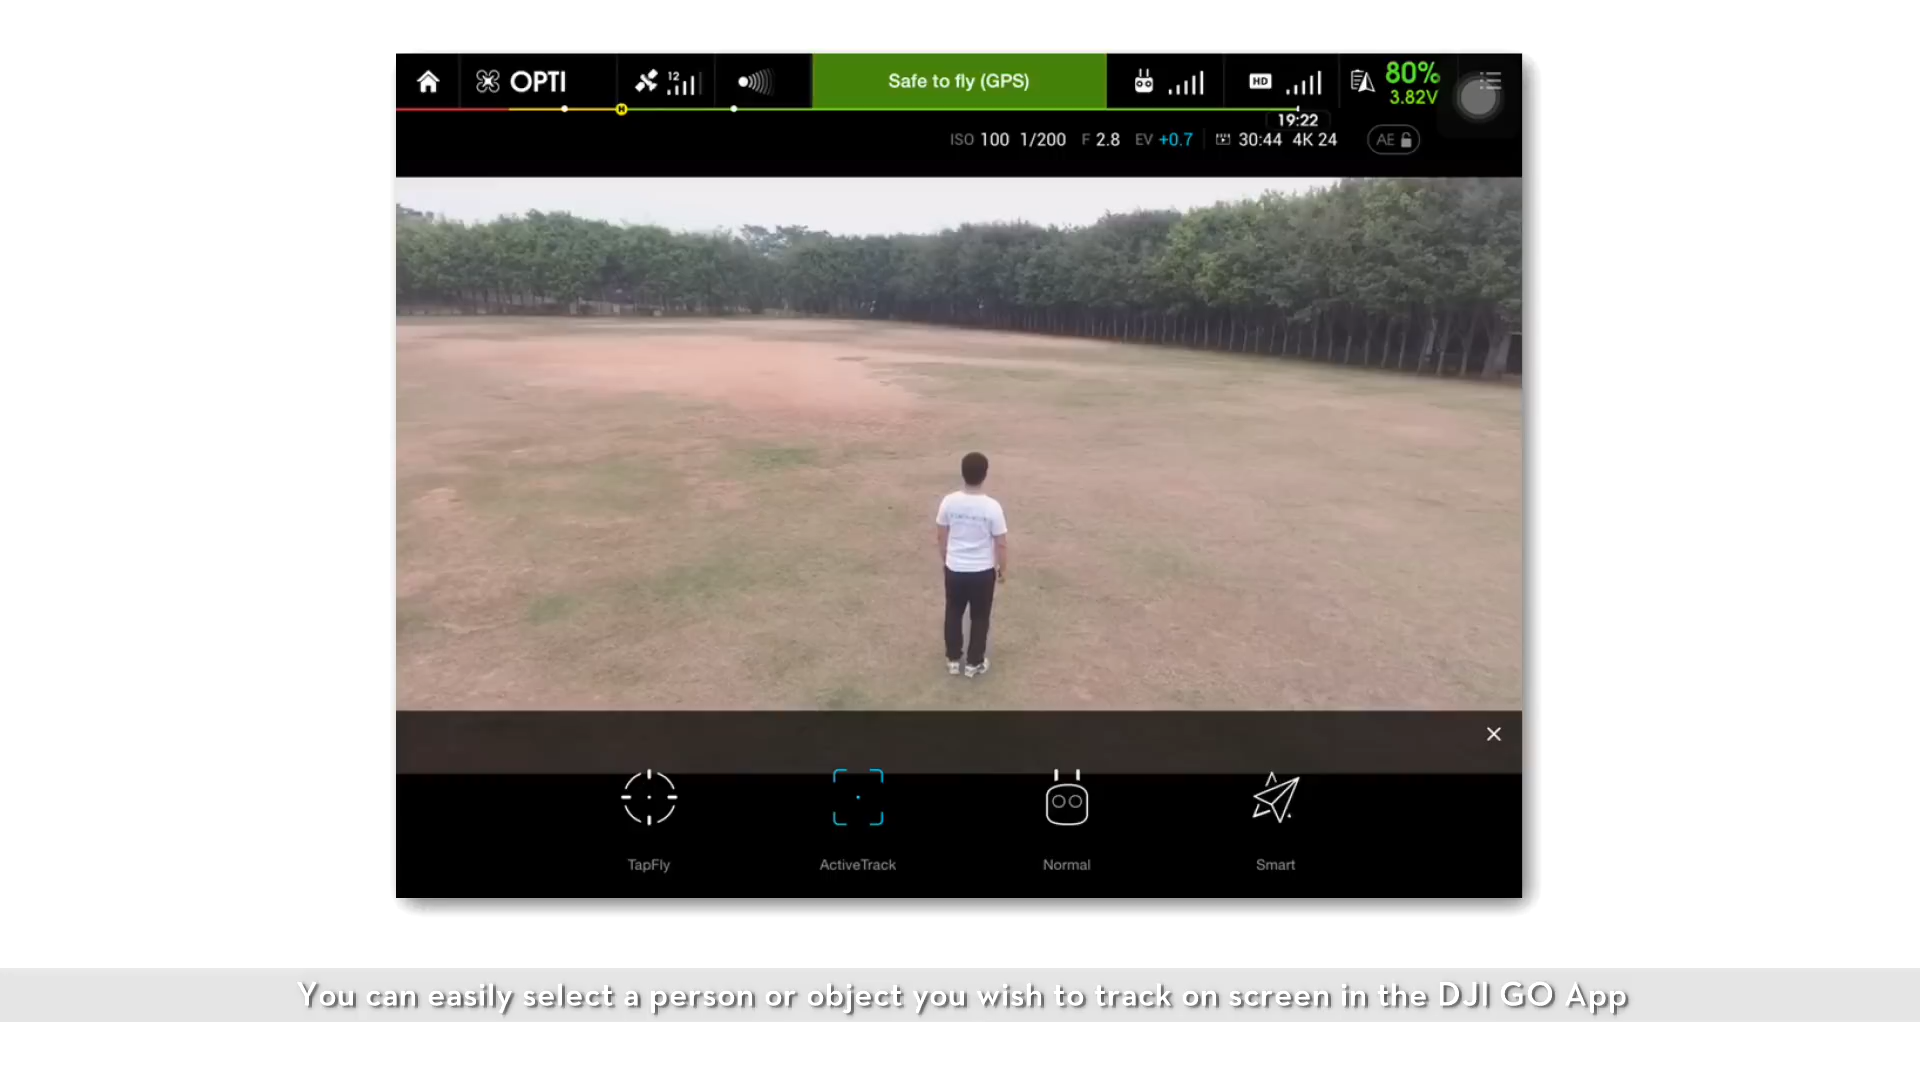 OPTI
12
Safe to fly (GPS)
HD
80%
3.82V
H
19:22
ISO 100 1/200 F 2.8 EV +0.7 30:44 4K 24 AE
TapFly ActiveTrack Normal Smart
You can easily select a person or object you wish to track on screen in the DJI GO App